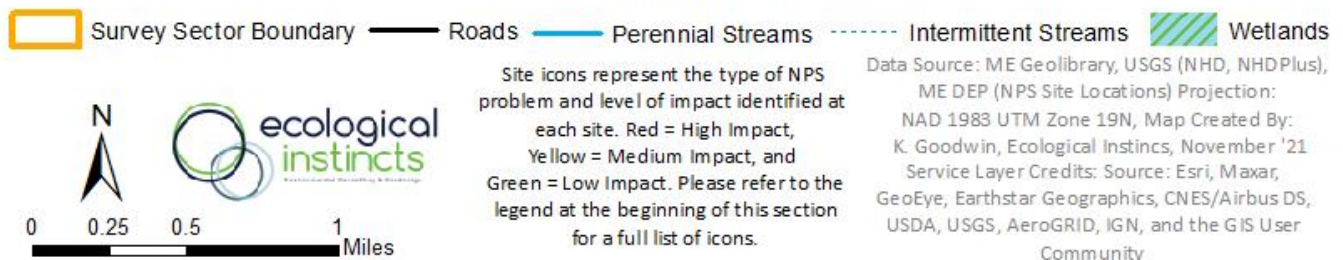 Survey Sector Boundary Roads Perennial Streams Intermittent Streams Wetlands
Site icons represent the type of NPS
problem and level of impact identified at
each site. Red = High Impact,
Yellow = Medium Impact, and
Green = Low Impact. Please refer to the
legend at the beginning of this section
for a full list of icons.
Data Source: ME Geolibrary, USGS (NHD, NHDPlus),
ME DEP (NPS Site Locations) Projection:
NAD 1983 UTM Zone 19N, Map Created By:
K. Goodwin, Ecological Instincs, November '21
Service Layer Credits: Source: Esri, Maxar,
GeoEye, Earthstar Geographics, CNES/Airbus DS,
USDA, USGS, AeroGRID, IGN, and the GIS User
Community
N
ecological
instincts
0 0.25 0.5 1
Miles